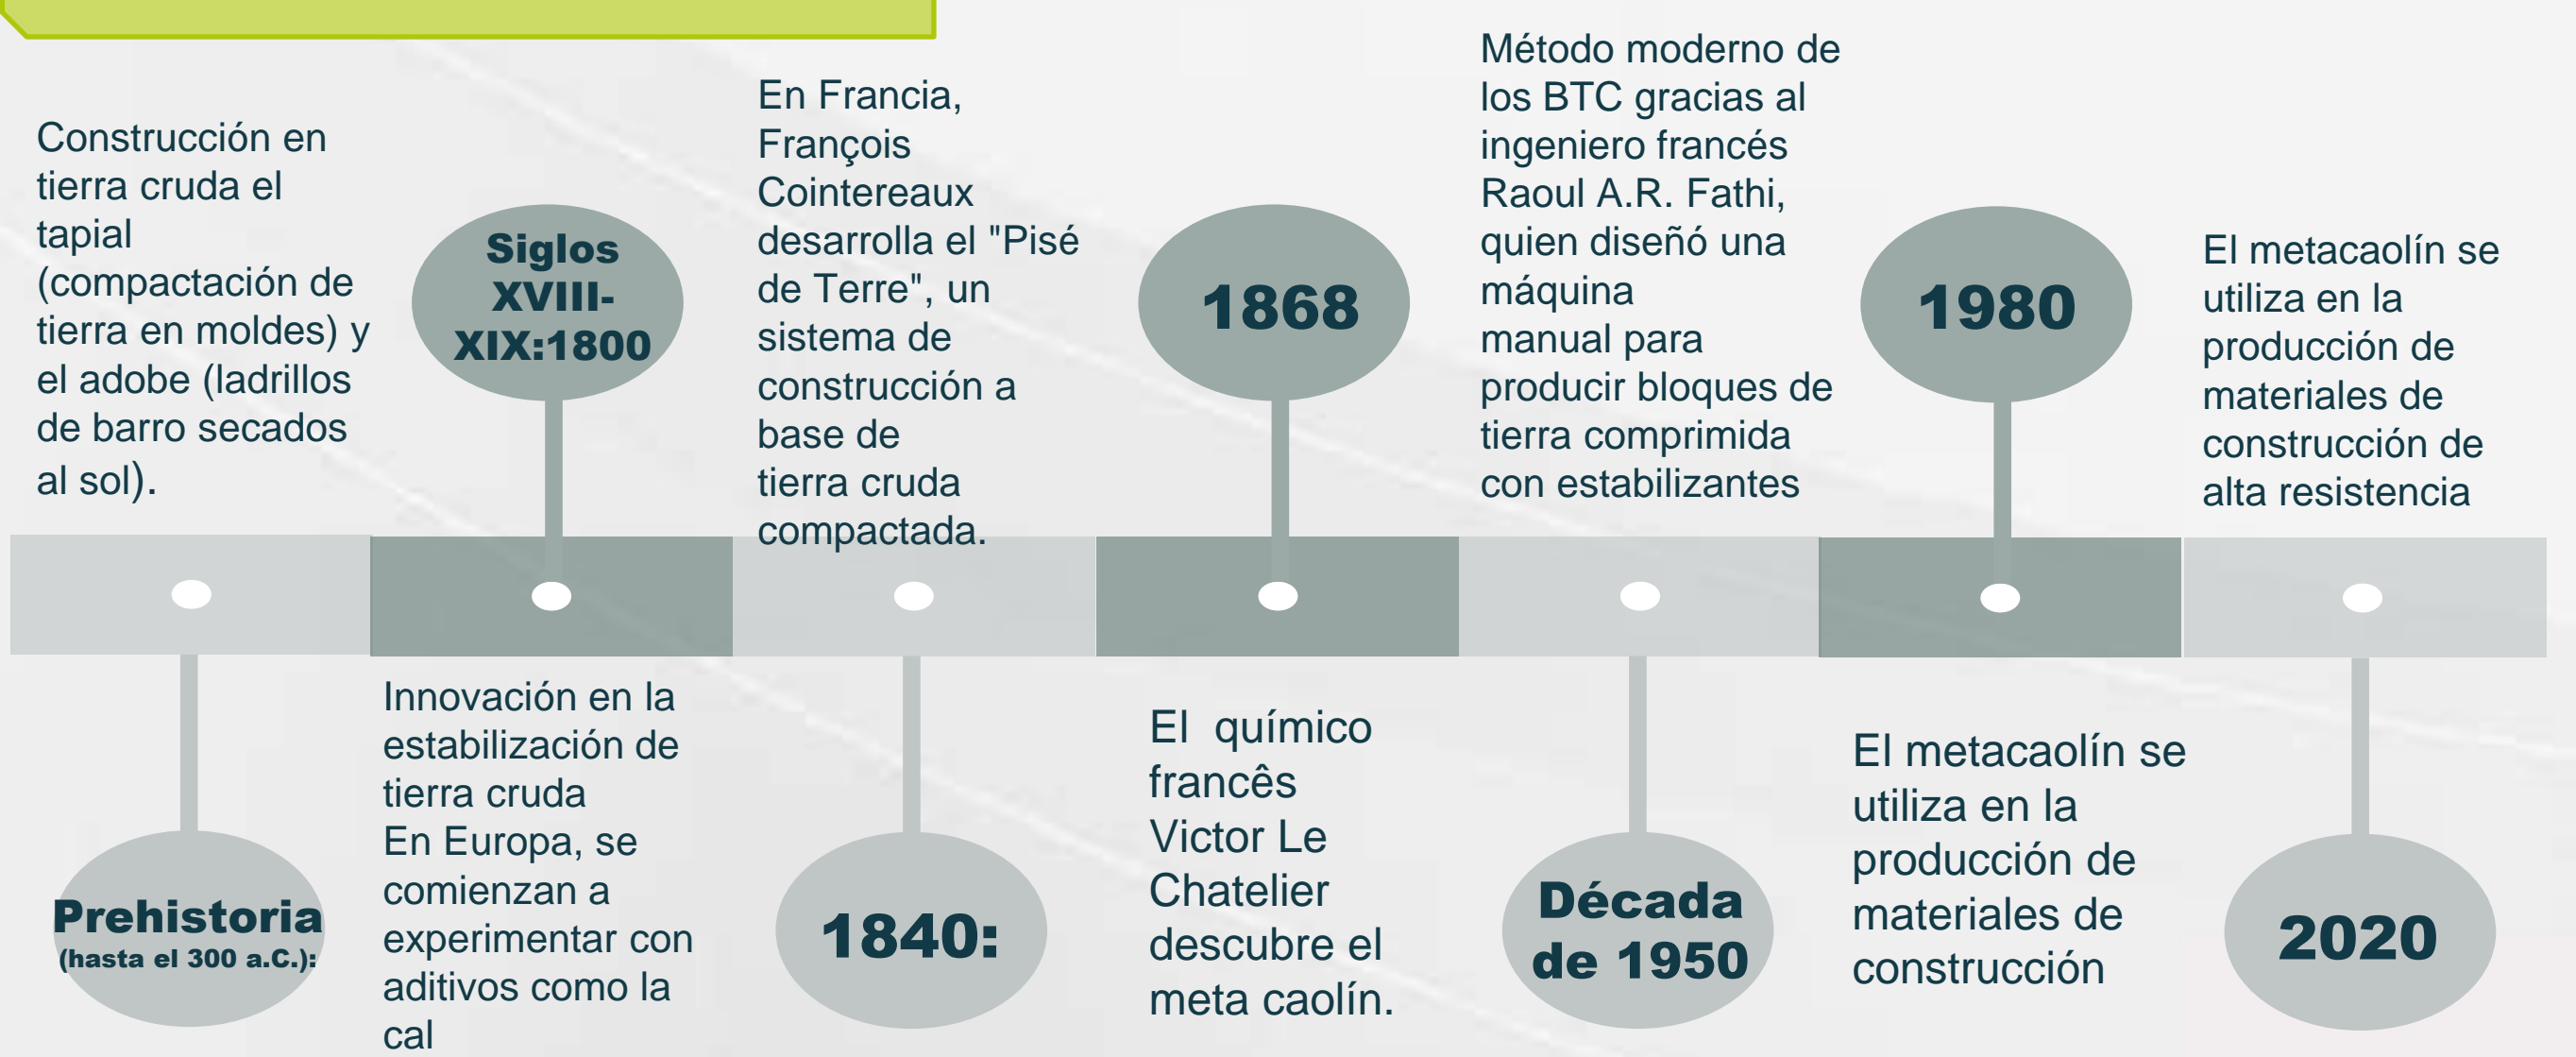 Construcción en
tierra cruda el
tapial
(compactación de
tierra en moldes) y
el adobe (ladrillos
de barro secados
al sol).
Prehistoria
(hasta el 300 a.C.):
Siglos
XVIII-
XIX:1800
Innovación en la
estabilización de
tierra cruda
En Europa, se
comienzan a
experimentar con
aditivos como la
cal
En Francia,
François
Cointereaux
desarrolla el "Pisé
de Terre", un
sistema de
construcción a
base de
tierra cruda
compactada.
1840:
1868
El  químico
francês
Victor Le
Chatelier
descubre el
meta caolín.
Método moderno de
los BTC gracias al
ingeniero francés
Raoul A.R. Fathi,
quien diseñó una
máquina
manual para
producir bloques de
tierra comprimida
con estabilizantes
Década
de 1950
1980
El metacaolín se
utiliza en la
producción de
materiales de
construcción
El metacaolín se
utiliza en la
producción de
materiales de
construcción de
alta resistencia
2020